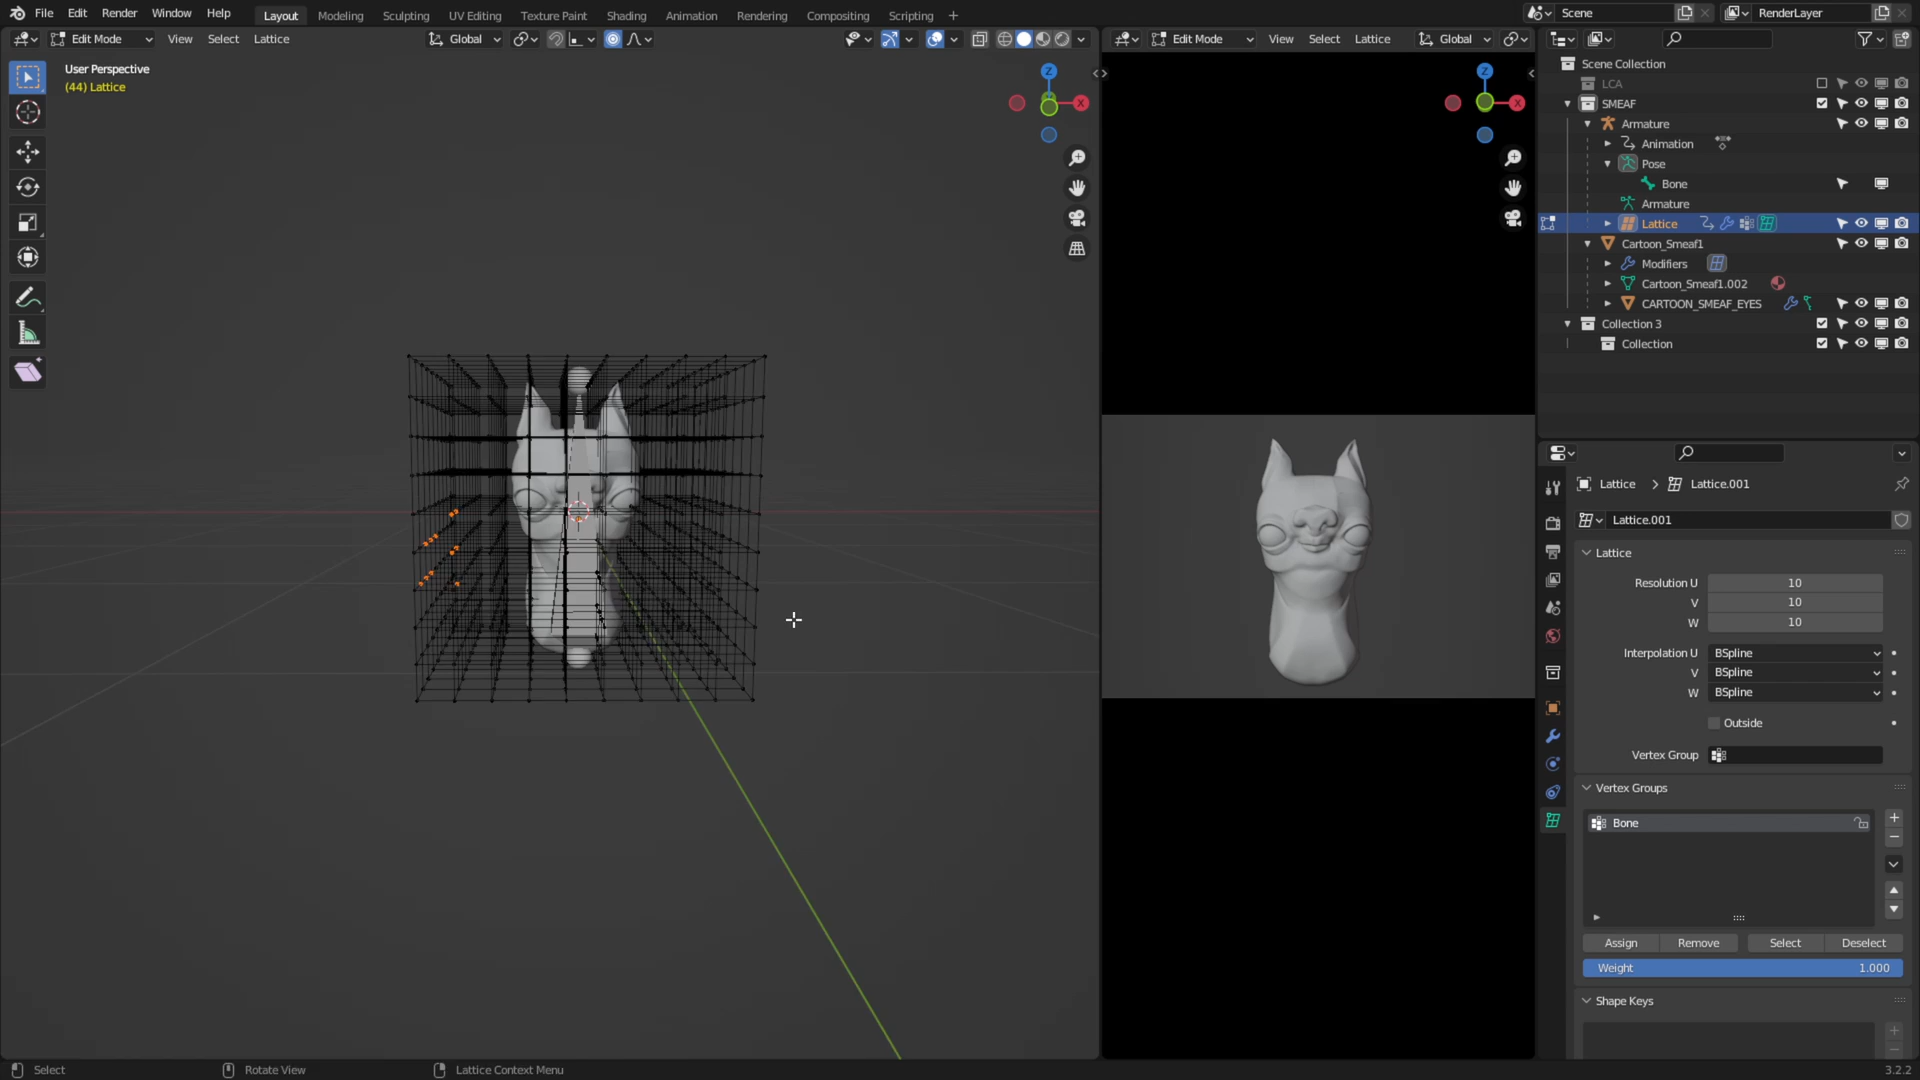 File Edit Render Window Help Layout Modeling Sculpting UV Editing Texture Paint Shading Animation Rendering Compositing Scripting + Scene RenderLayer
Edit Mode View Select Lattice Global
Edit Mode View Select Lattice Global
User Perspective
(44) Lattice
Z
X
Z
X
Scene Collection
LCA
SMEAF
Armature
Animation
Pose
Bone
Armature
Lattice
Cartoon_Smeaf1
Modifiers
Cartoon_Smeaf1.002
CARTOON_SMEAF_EYES
Collection 3
Collection
Lattice > Lattice.001
Lattice.001
Lattice
Resolution U 10
V 10
W 10
Interpolation U BSpline
V BSpline
W BSpline
Outside
Vertex Group
Vertex Groups
Bone
Assign Remove Select Deselect
Weight 1.000
Shape Keys
Select Rotate View Lattice Context Menu 3.2.2